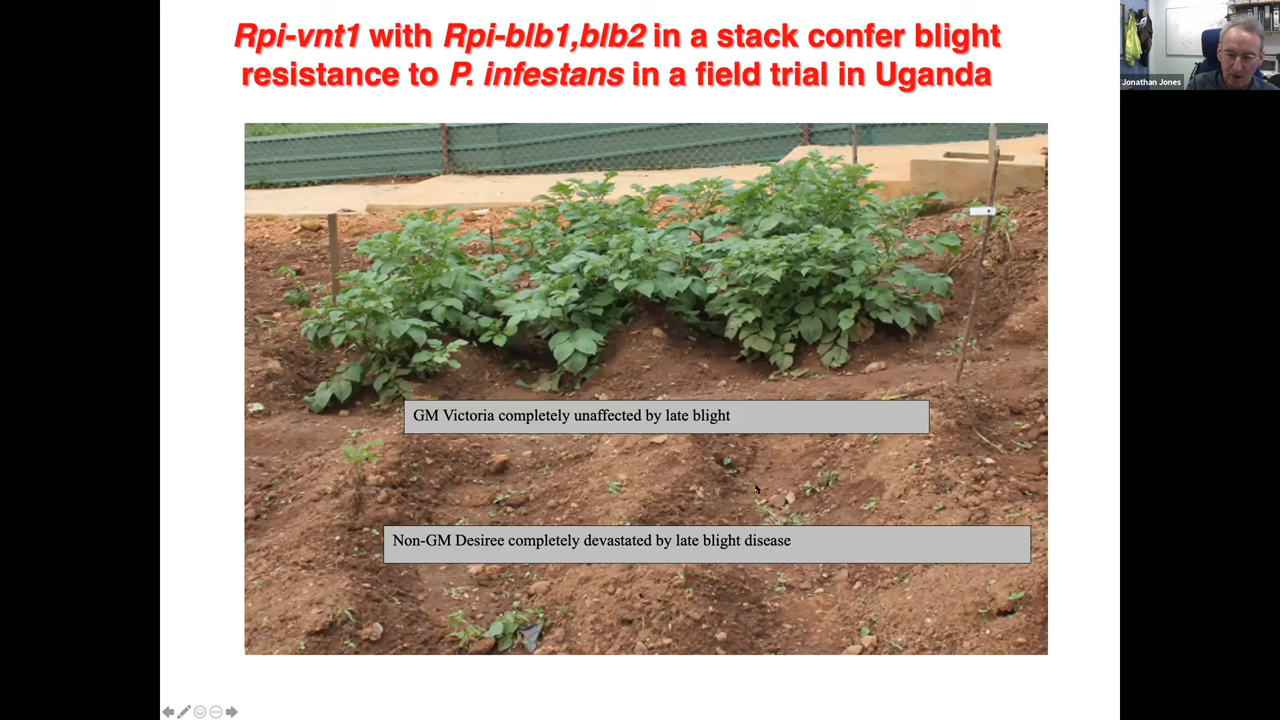 Rpi-vnt1 with Rpi-blb1,blb2 in a stack confer blight
resistance to P. infestans in a field trial in Uganda
GM Victoria completely unaffected by late blight
Non-GM Desiree completely devastated by late blight disease
Jonathan Jones